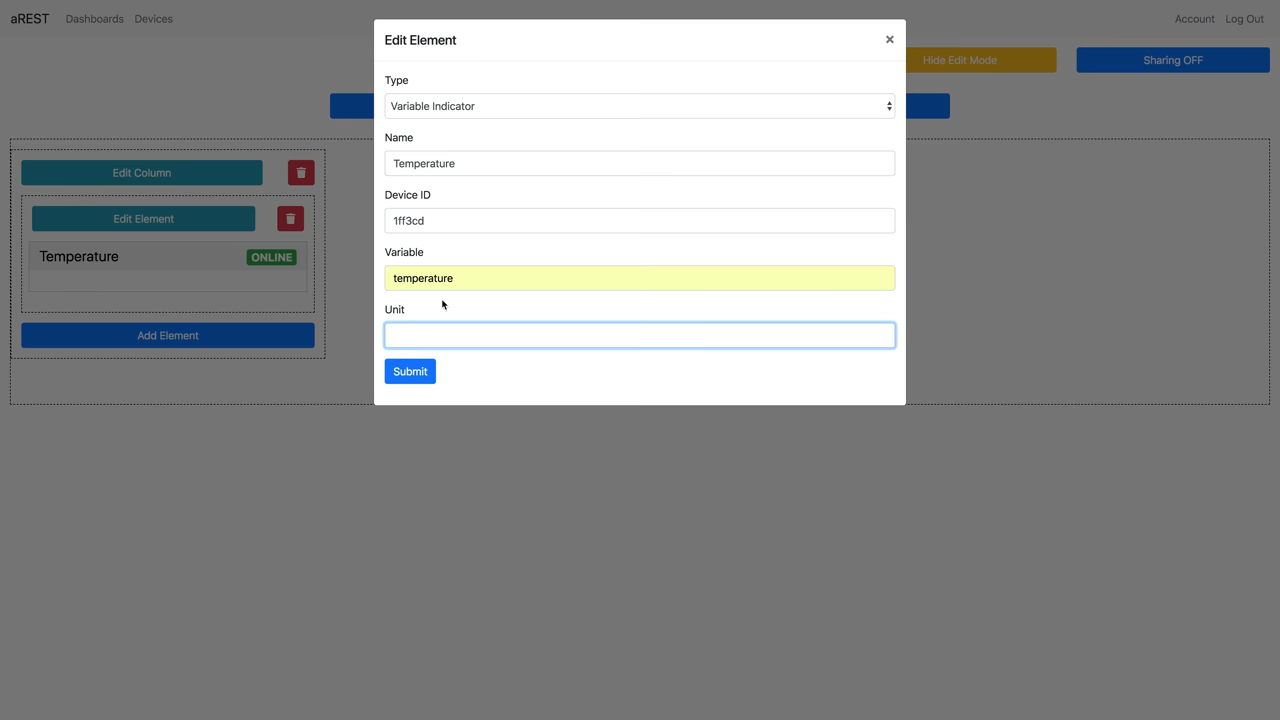 aREST Dashboards Devices Account Log Out
Hide Edit Mode Sharing OFF
Edit Column
Edit Element
Temperature ONLINE
Add Element
Edit Element ×
Type
Variable Indicator
Name
Temperature
Device ID
1ff3cd
Variable
temperature
Unit
Submit